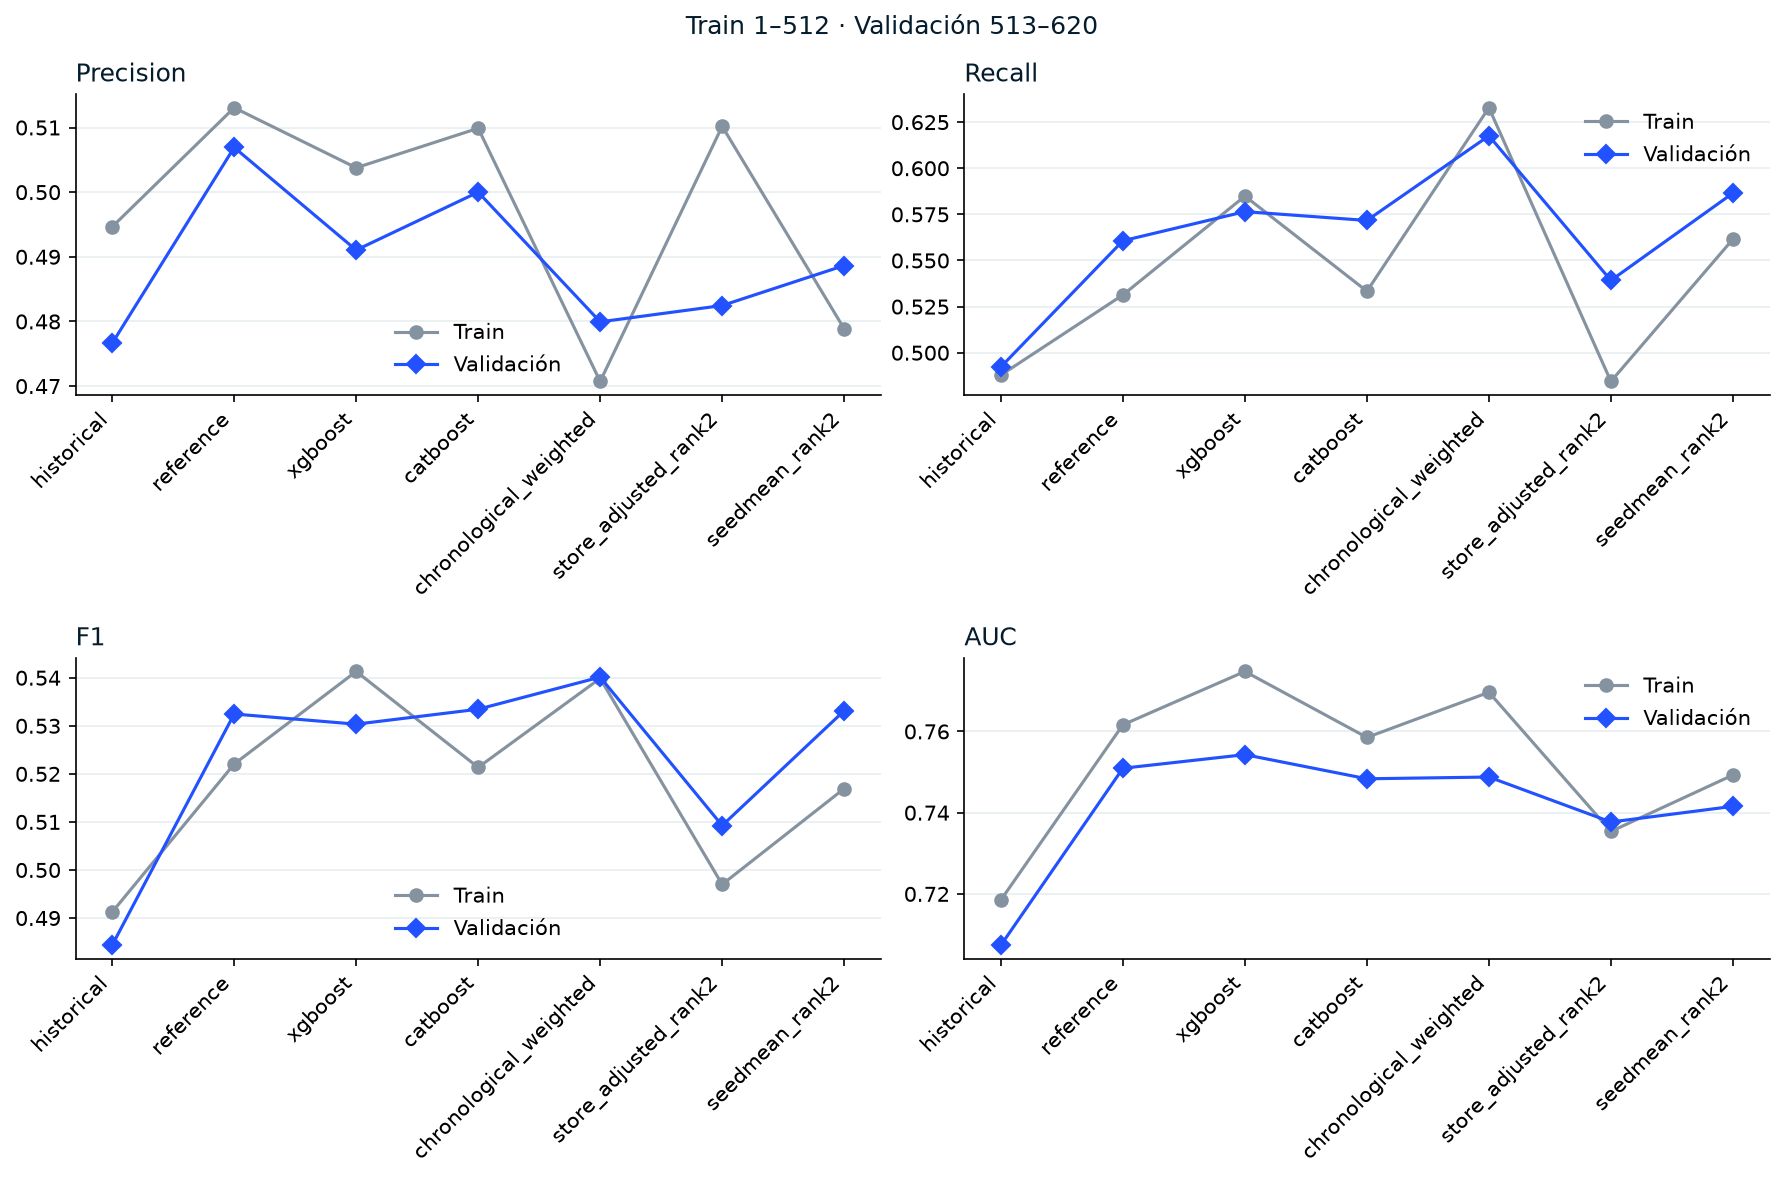 Train 1–512 · Validación 513–620
Precision
0.51
0.50
0.49
0.48
0.47
Train
Validación
historical
reference
xgboost
catboost
chronological_weighted
store_adjusted_rank2
seedmean_rank2
Recall
0.625
0.600
0.575
0.550
0.525
0.500
Train
Validación
historical
reference
xgboost
catboost
chronological_weighted
store_adjusted_rank2
seedmean_rank2
F1
0.54
0.53
0.52
0.51
0.50
0.49
Train
Validación
historical
reference
xgboost
catboost
chronological_weighted
store_adjusted_rank2
seedmean_rank2
AUC
0.76
0.74
0.72
Train
Validación
historical
reference
xgboost
catboost
chronological_weighted
store_adjusted_rank2
seedmean_rank2